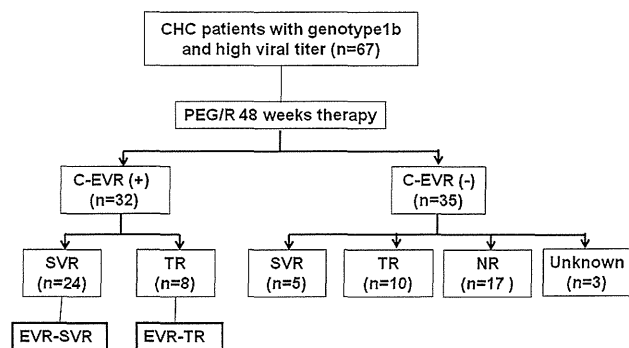 CHC patients with genotype1b
and high viral titer (n=67)
PEG/R 48 weeks therapy
C-EVR (+)
(n=32)
C-EVR (-)
(n=35)
SVR
(n=24)
TR
(n=8)
SVR
(n=5)
TR
(n=10)
NR
(n=17 )
Unknown
(n=3)
EVR-SVR
EVR-TR